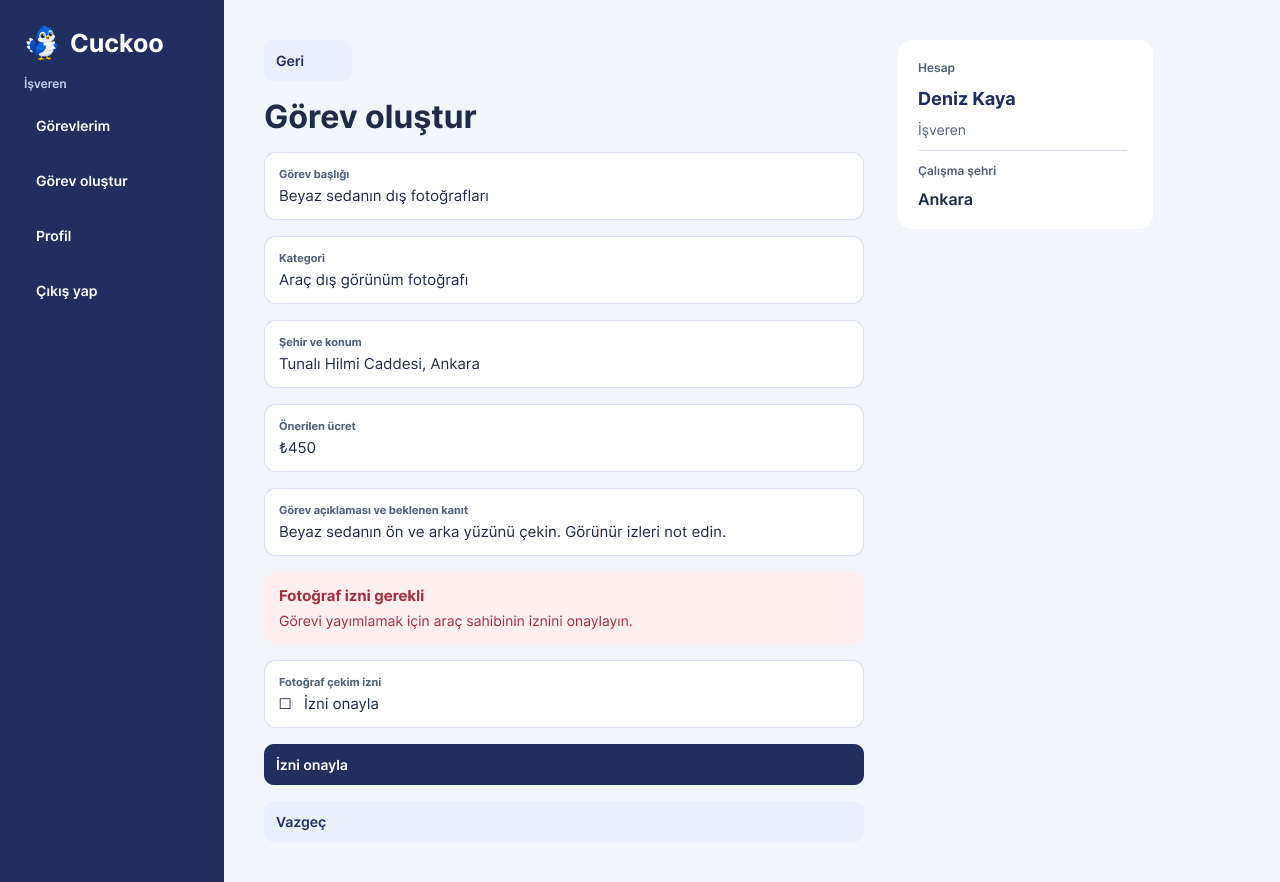 Cuckoo
İşveren
Görevlerim
Görev oluştur
Profil
Çıkış yap
Geri
Görev oluştur
Görev başlığı
Beyaz sedanın dış fotoğrafları
Kategori
Araç dış görünüm fotoğrafı
Şehir ve konum
Tunalı Hilmi Caddesi, Ankara
Önerilen ücret
₺450
Görev açıklaması ve beklenen kanıt
Beyaz sedanın ön ve arka yüzünü çekin. Görünür izleri not edin.
Fotoğraf izni gerekli
Görevi yayımlamak için araç sahibinin iznini onaylayın.
Fotoğraf çekim izni
☐ İzni onayla
İzni onayla
Vazgeç
Hesap
Deniz Kaya
İşveren
Çalışma şehri
Ankara